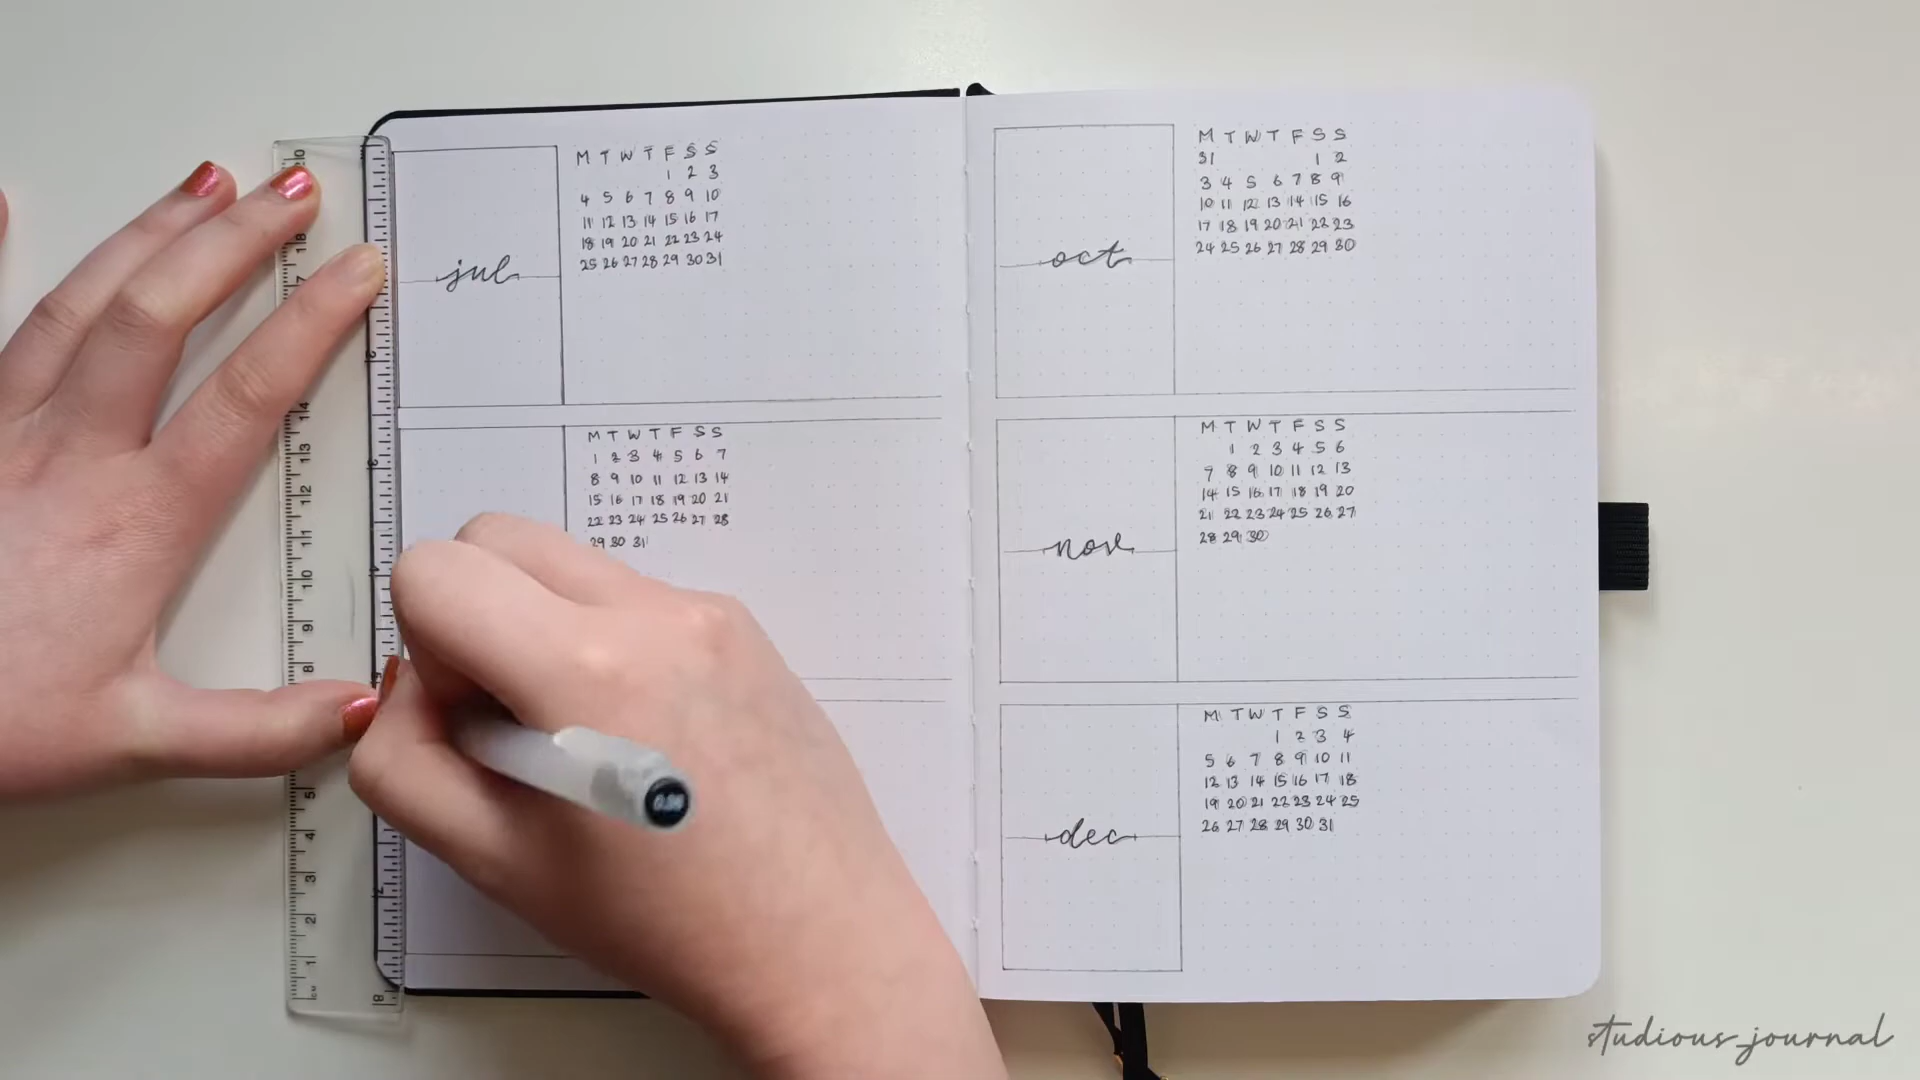 jul
M T W T F S S
1 2 3
4 5 6 7 8 9 10
11 12 13 14 15 16 17
18 19 20 21 22 23 24
25 26 27 28 29 30 31
M T W T F S S
1 2 3 4 5 6 7
8 9 10 11 12 13 14
15 16 17 18 19 20 21
22 23 24 25 26 27 28
29 30 31
oct
M T W T F S S
31 1 2
3 4 5 6 7 8 9
10 11 12 13 14 15 16
17 18 19 20 21 22 23
24 25 26 27 28 29 30
nov
M T W T F S S
1 2 3 4 5 6
7 8 9 10 11 12 13
14 15 16 17 18 19 20
21 22 23 24 25 26 27
28 29 30
dec
M T W T F S S
1 2 3 4
5 6 7 8 9 10 11
12 13 14 15 16 17 18
19 20 21 22 23 24 25
26 27 28 29 30 31
studious_journal